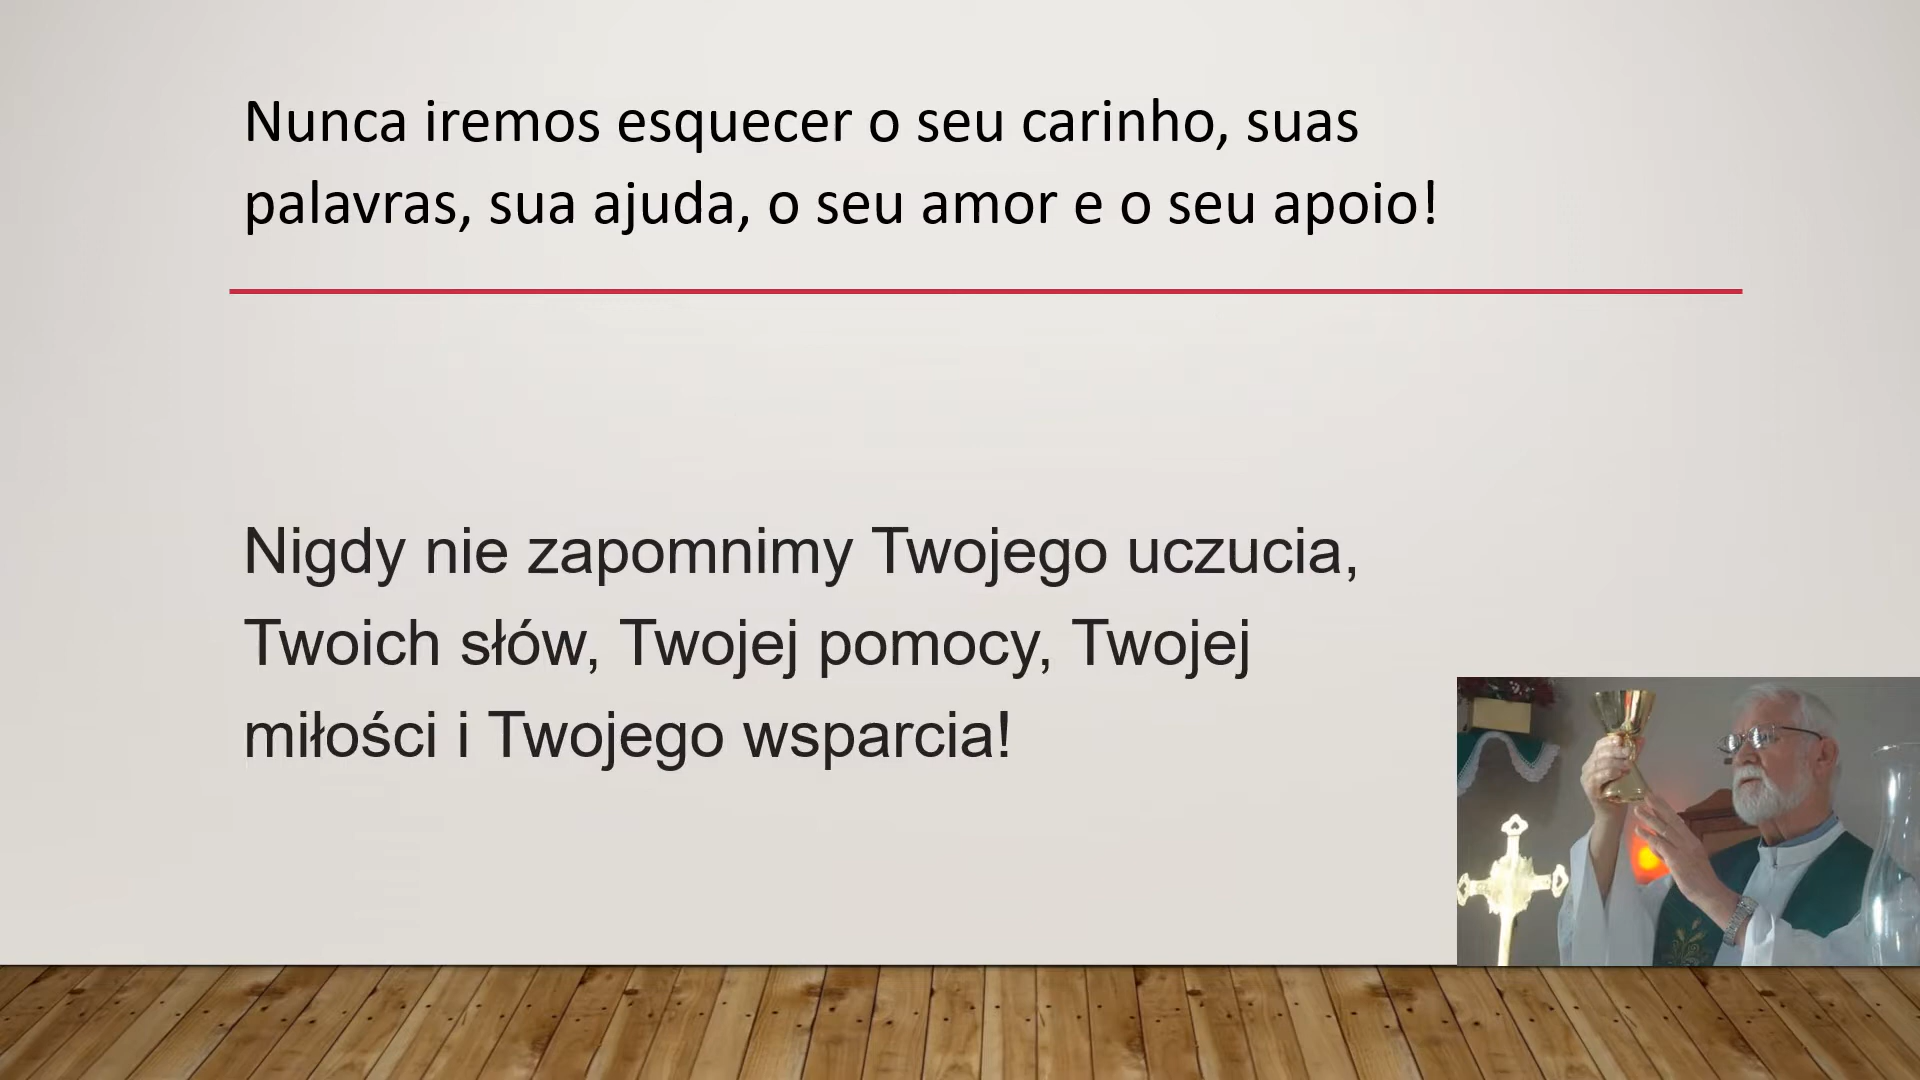 Nunca iremos esquecer o seu carinho, suas
palavras, sua ajuda, o seu amor e o seu apoio!
Nigdy nie zapomnimy Twojego uczucia,
Twoich słów, Twojej pomocy, Twojej
miłości i Twojego wsparcia!